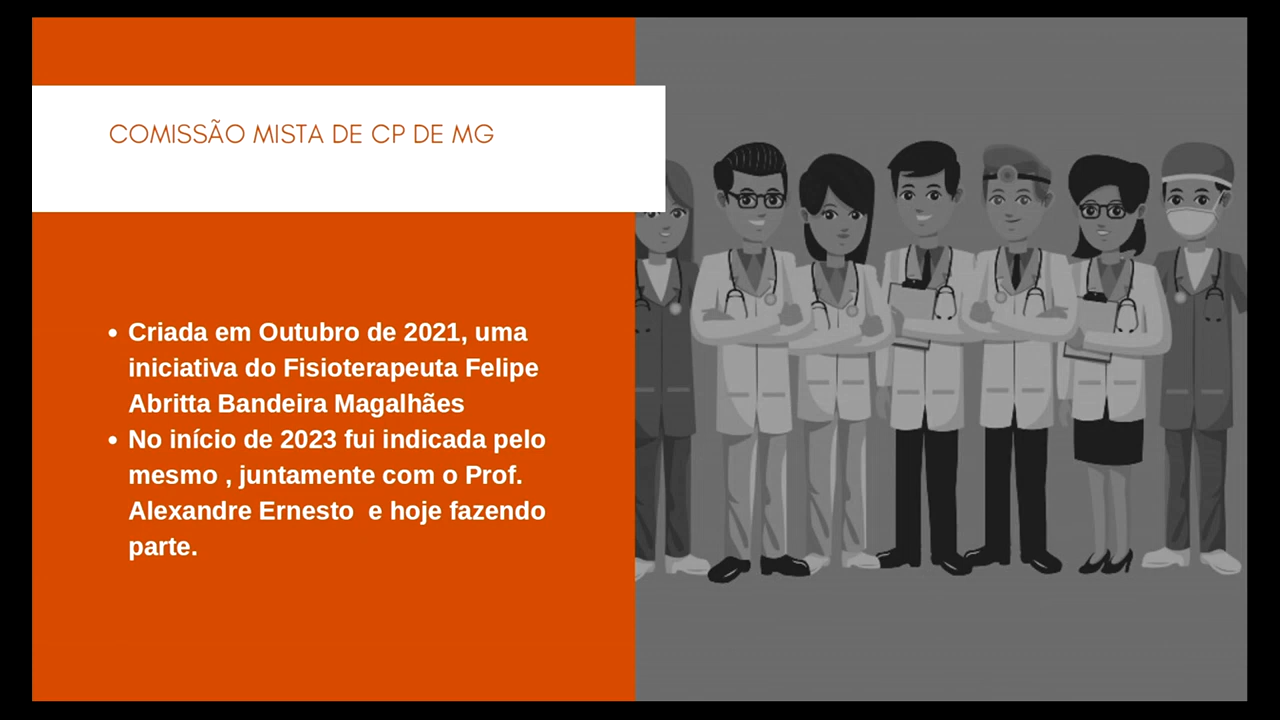 COMISSÃO MISTA DE CP DE MG
• Criada em Outubro de 2021, uma
iniciativa do Fisioterapeuta Felipe
Abritta Bandeira Magalhães
• No início de 2023 fui indicada pelo
mesmo , juntamente com o Prof.
Alexandre Ernesto  e hoje fazendo
parte.